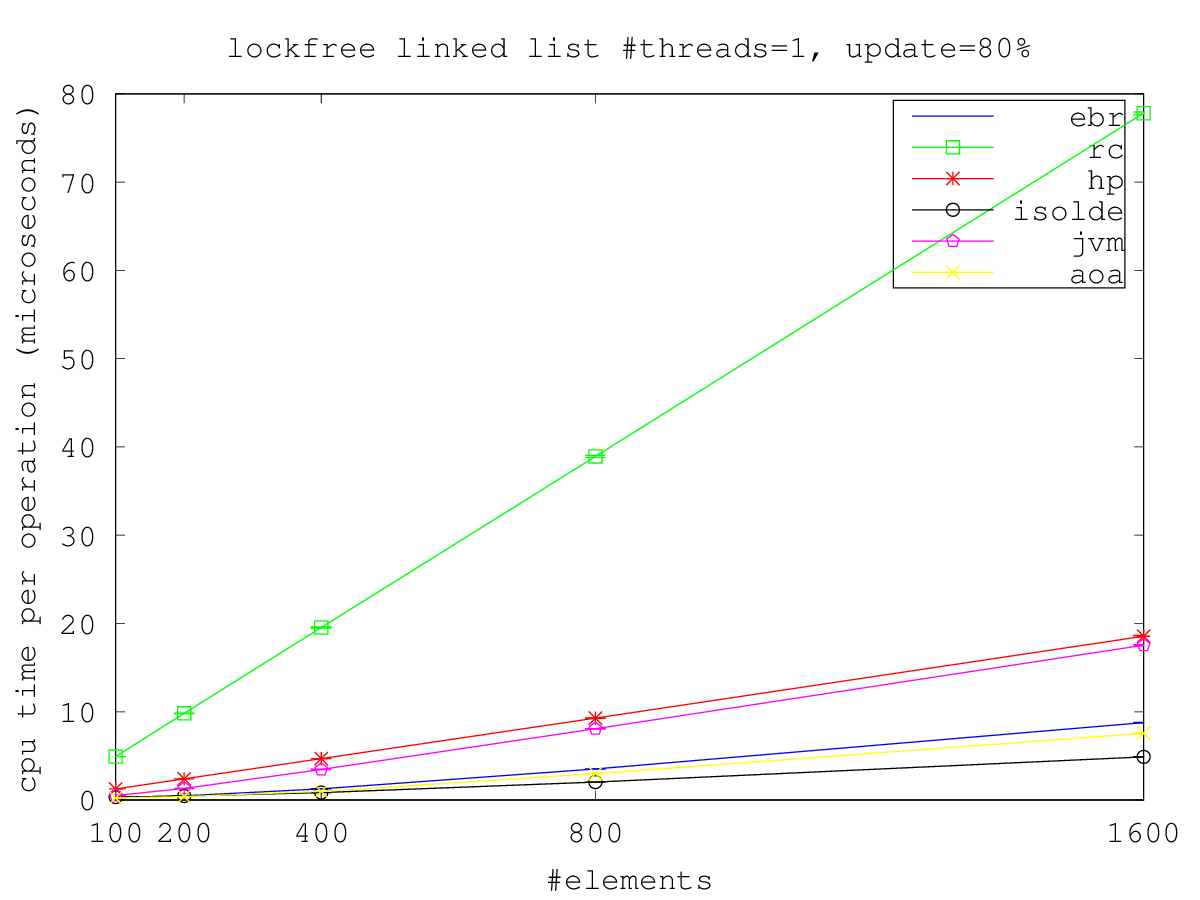 lockfree linked list #threads=1, update=80%
cpu time per operation (microseconds)
80
70
60
50
40
30
20
10
0
ebr
rc
hp
isolde
jvm
aoa
100 200 400 800 1600
#elements